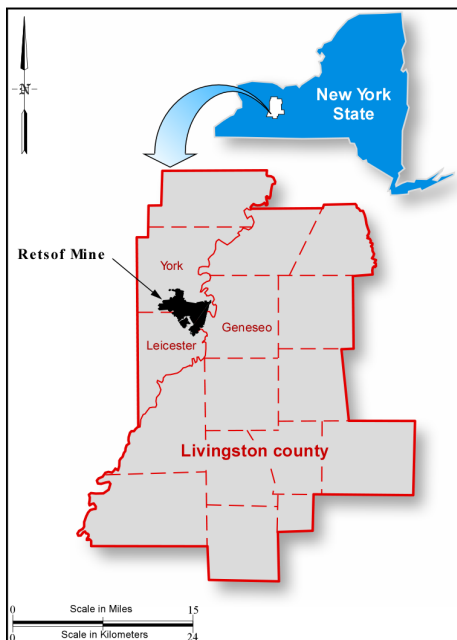 N
New York
State
Retsof Mine
York
Geneseo
Leicester
Livingston county
0 Scale in Miles 15
0 Scale in Kilometers 24